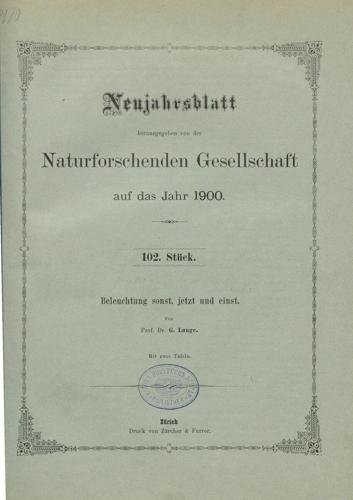 Neujahrsblatt
herausgegeben von der
Naturforschenden Gesellschaft
auf das Jahr 1900.
102. Stück.
Beleuchtung sonst, jetzt und einst.
Von
Prof. Dr. G. Lunge.
Mit zwei Tafeln.
Zürich
Druck von Zürcher & Furrer.